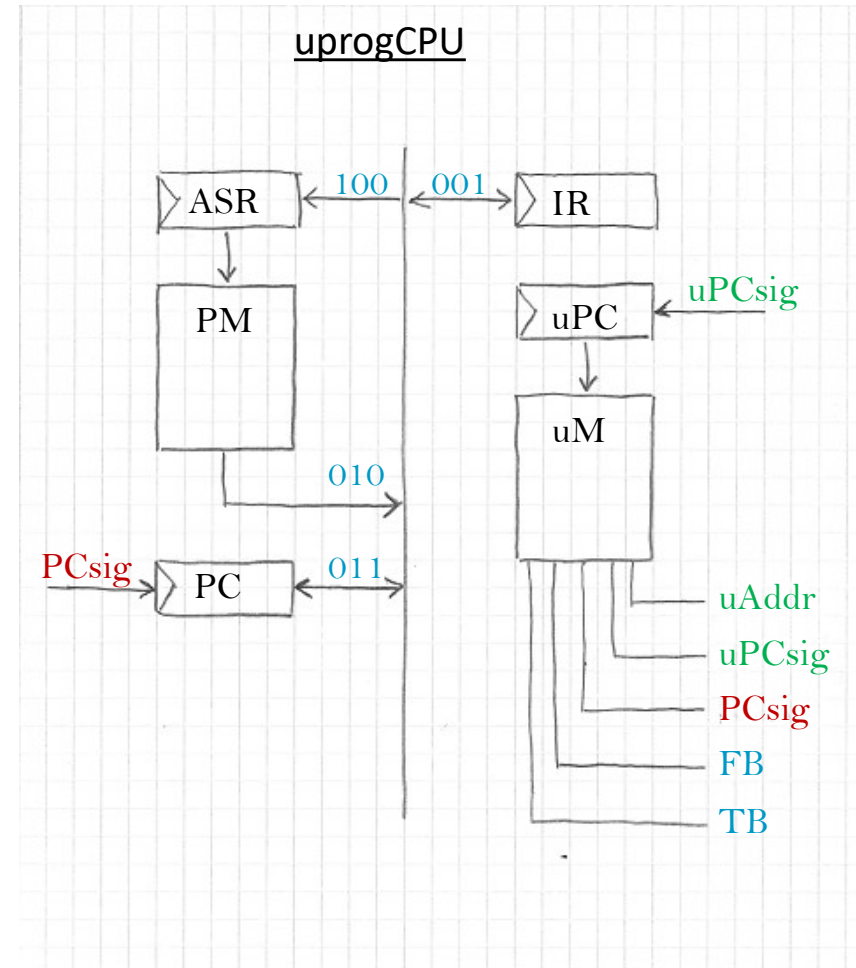 uprogCPU
ASR
100
001
IR
PM
uPCsig
uPC
uM
010
PCsig
PC
011
uAddr
uPCsig
PCsig
FB
TB